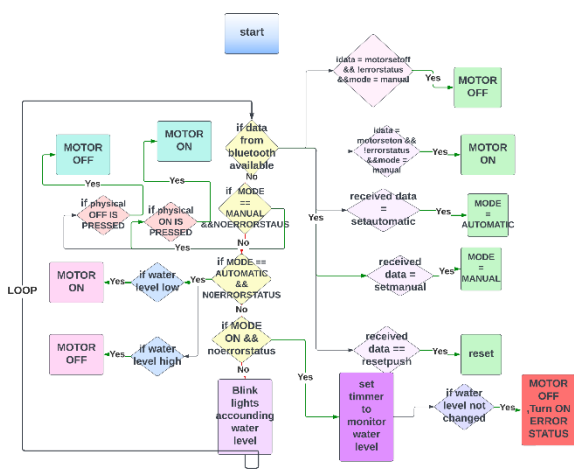 start
idata = motorsetoff
&& !errorstatus
&&mode = manual
Yes
MOTOR
OFF
if data
from
bluetooth
available
MOTOR
ON
MOTOR
OFF
idata =
motorseton &&
!errorstatus
&&mode =
manual
Yes
MOTOR
ON
No
Yes
Yes
if MODE
==
MANUAL
&&NOERRORSTAUS
if physical
OFF IS
PRESSED
if physical
ON IS
PRESSED
received data
= setautomatic
Yes
MODE
=
AUTOMATIC
Yes
Yes
No
if MODE ==
AUTOMATIC
&&
N0ERRORSTATUS
received data
= setmanual
Yes
MODE
=
MANUAL
MOTOR
ON
Yes
if water
level low
LOOP
No
if MODE
ON &&
noerrorstatus
received
data ==
resetpush
Yes
reset
MOTOR
OFF
Yes
if water
level high
No
Yes
Blink
lights
accounding
water
level
set
timmer
to
monitor
water
level
if water
level not
changed
Yes
MOTOR
OFF
,Turn ON
ERROR
STATUS